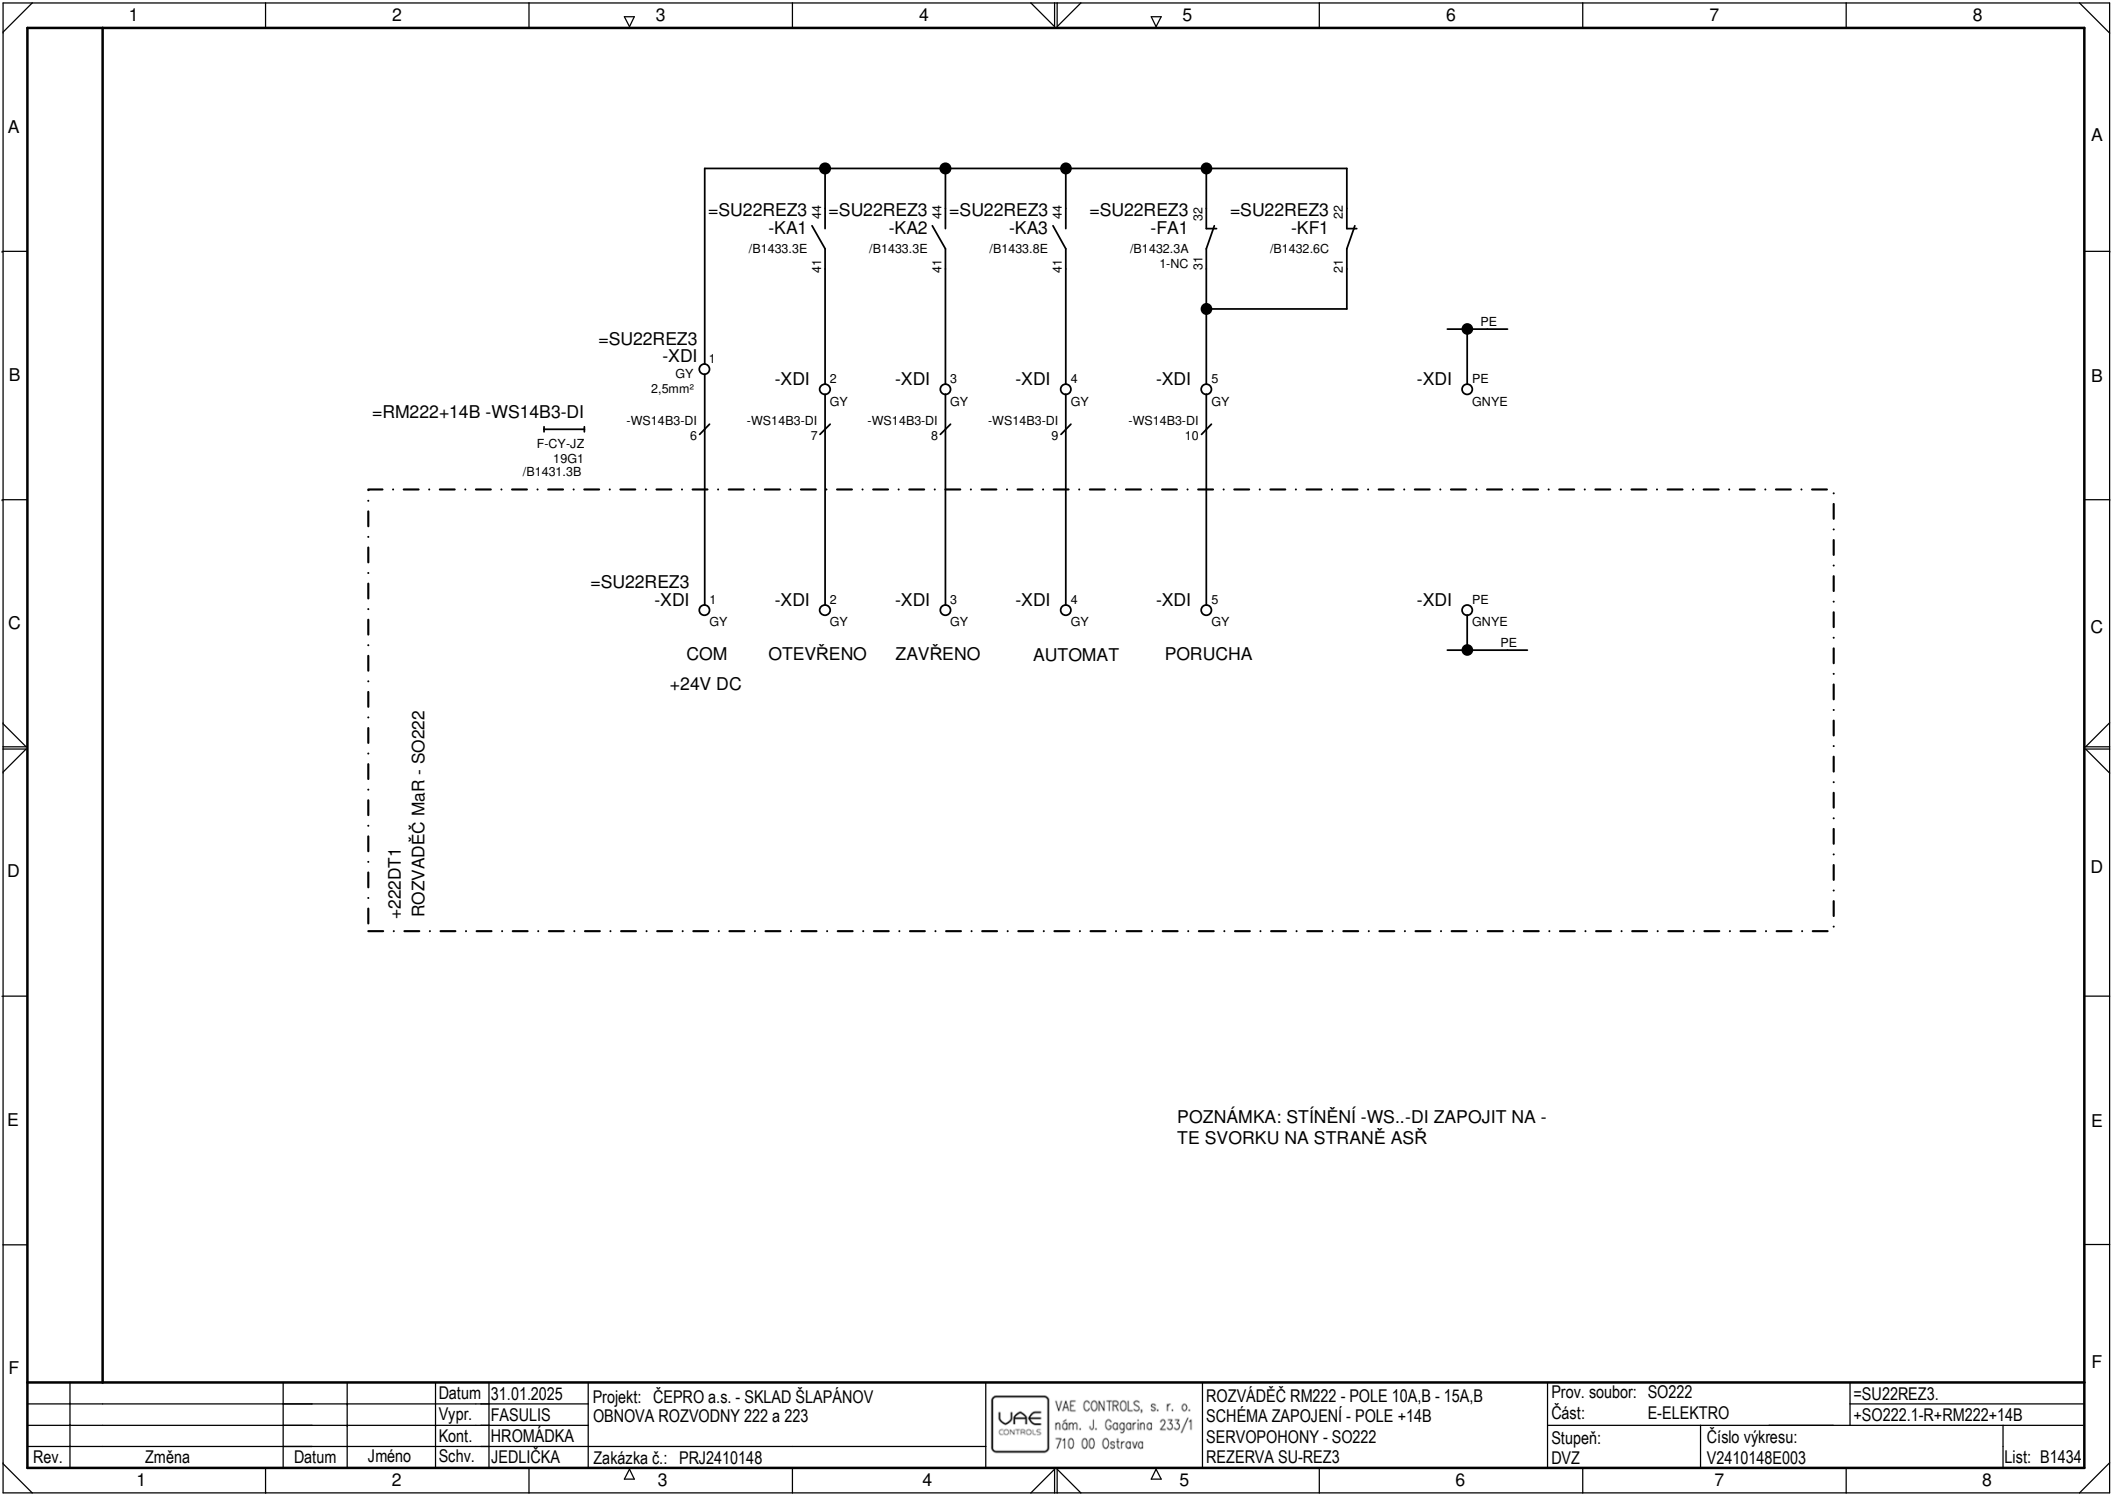 1 2 3 4 5 6 7 8
A A
=SU22REZ3 44 =SU22REZ3 44 =SU22REZ3 44 =SU22REZ3 32 =SU22REZ3 22
-KA1 -KA2 -KA3 -FA1 -KF1
/B1433.3E /B1433.3E /B1433.8E /B1432.3A /B1432.6C
41 41 41 1-NC 31 21
=SU22REZ3 PE
-XDI 1
GY
2,5mm²
-XDI 2 -XDI 3 -XDI 4 -XDI 5 -XDI PE
GY GY GY GY GNYE
B B
=RM222+14B -WS14B3-DI
-WS14B3-DI -WS14B3-DI -WS14B3-DI -WS14B3-DI -WS14B3-DI
6 7 8 9 10
F-CY-JZ
19G1
/B1431.3B
=SU22REZ3
-XDI 1 -XDI 2 -XDI 3 -XDI 4 -XDI 5 -XDI PE
GY GY GY GY GY GNYE
C C
PE
COM OTEVŘENO ZAVŘENO AUTOMAT PORUCHA
+24V DC
+222DT1
ROZVADĚČ MaR - SO222
D D
E E
POZNÁMKA: STÍNĚNÍ -WS..-DI ZAPOJIT NA -
TE SVORKU NA STRANĚ ASŘ
F F
Rev. Změna Datum Jméno
Datum 31.01.2025
Vypr. FASULIS
Kont. HROMÁDKA
Schv. JEDLIČKA
Projekt: ČEPRO a.s. - SKLAD ŠLAPÁNOV
OBNOVA ROZVODNY 222 a 223
Zakázka č.: PRJ2410148
UAE
CONTROLS
VAE CONTROLS, s. r. o.
nám. J. Gagarina 233/1
710 00 Ostrava
ROZVÁDĚČ RM222 - POLE 10A,B - 15A,B
SCHÉMA ZAPOJENÍ - POLE +14B
SERVOPOHONY - SO222
REZERVA SU-REZ3
Prov. soubor: SO222
Část: E-ELEKTRO
Stupeň:
DVZ
Číslo výkresu:
V2410148E003
=SU22REZ3.
+SO222.1-R+RM222+14B
List: B1434
1 2 3 4 5 6 7 8